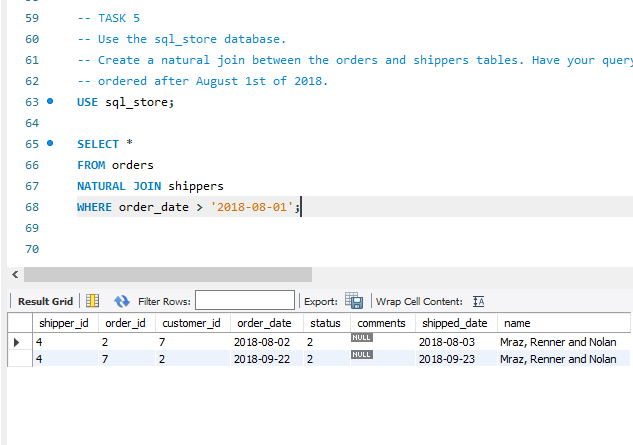 59 -- TASK 5
60 -- Use the sql_store database.
61 -- Create a natural join between the orders and shippers tables. Have your query
62 -- ordered after August 1st of 2018.
63 USE sql_store;
64
65 SELECT *
66 FROM orders
67 NATURAL JOIN shippers
68 WHERE order_date > '2018-08-01';
69
70
Result Grid Filter Rows: Export: Wrap Cell Content:
shipper_id order_id customer_id order_date status comments shipped_date name
4 2 7 2018-08-02 2 NULL 2018-08-03 Mraz, Renner and Nolan
4 7 2 2018-09-22 2 NULL 2018-09-23 Mraz, Renner and Nolan